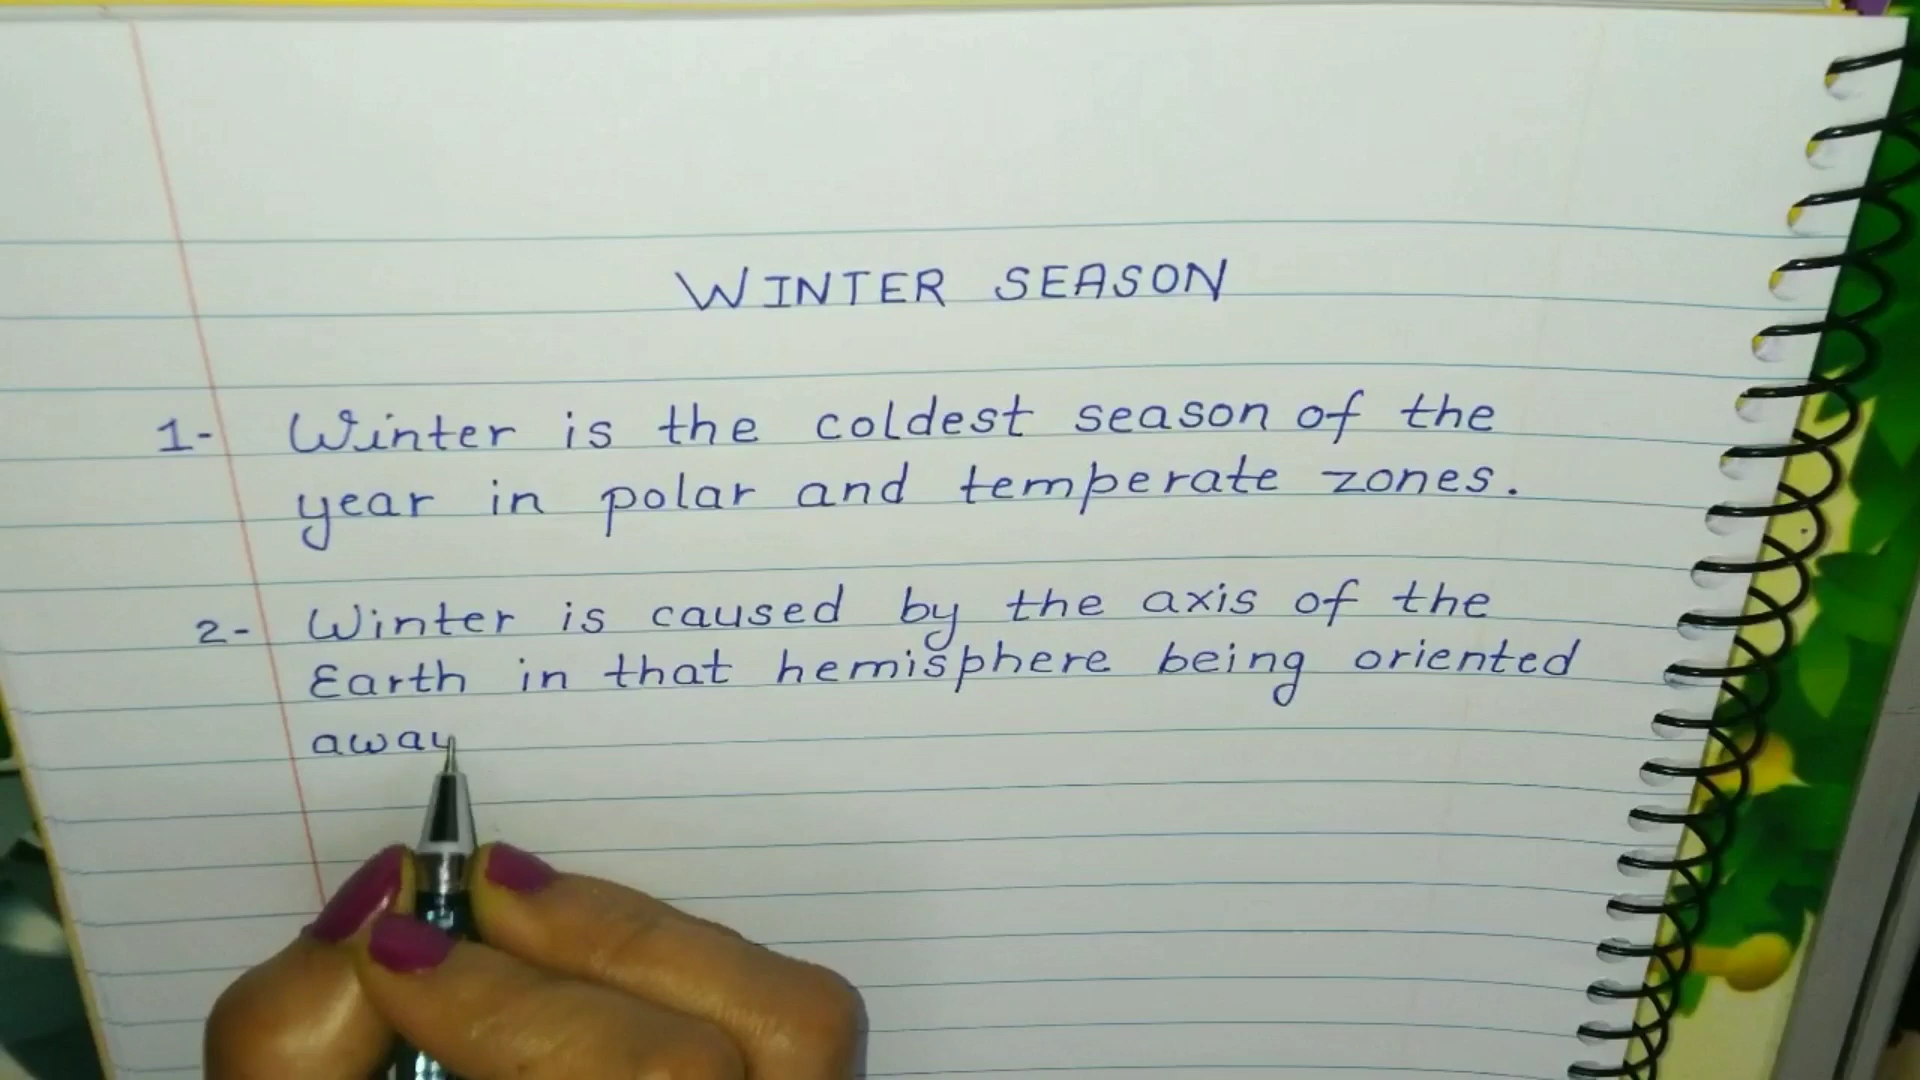 WINTER SEASON
1- Winter is the coldest season of the
year in polar and temperate zones.
2- Winter is caused by the axis of the
Earth in that hemisphere being oriented
away